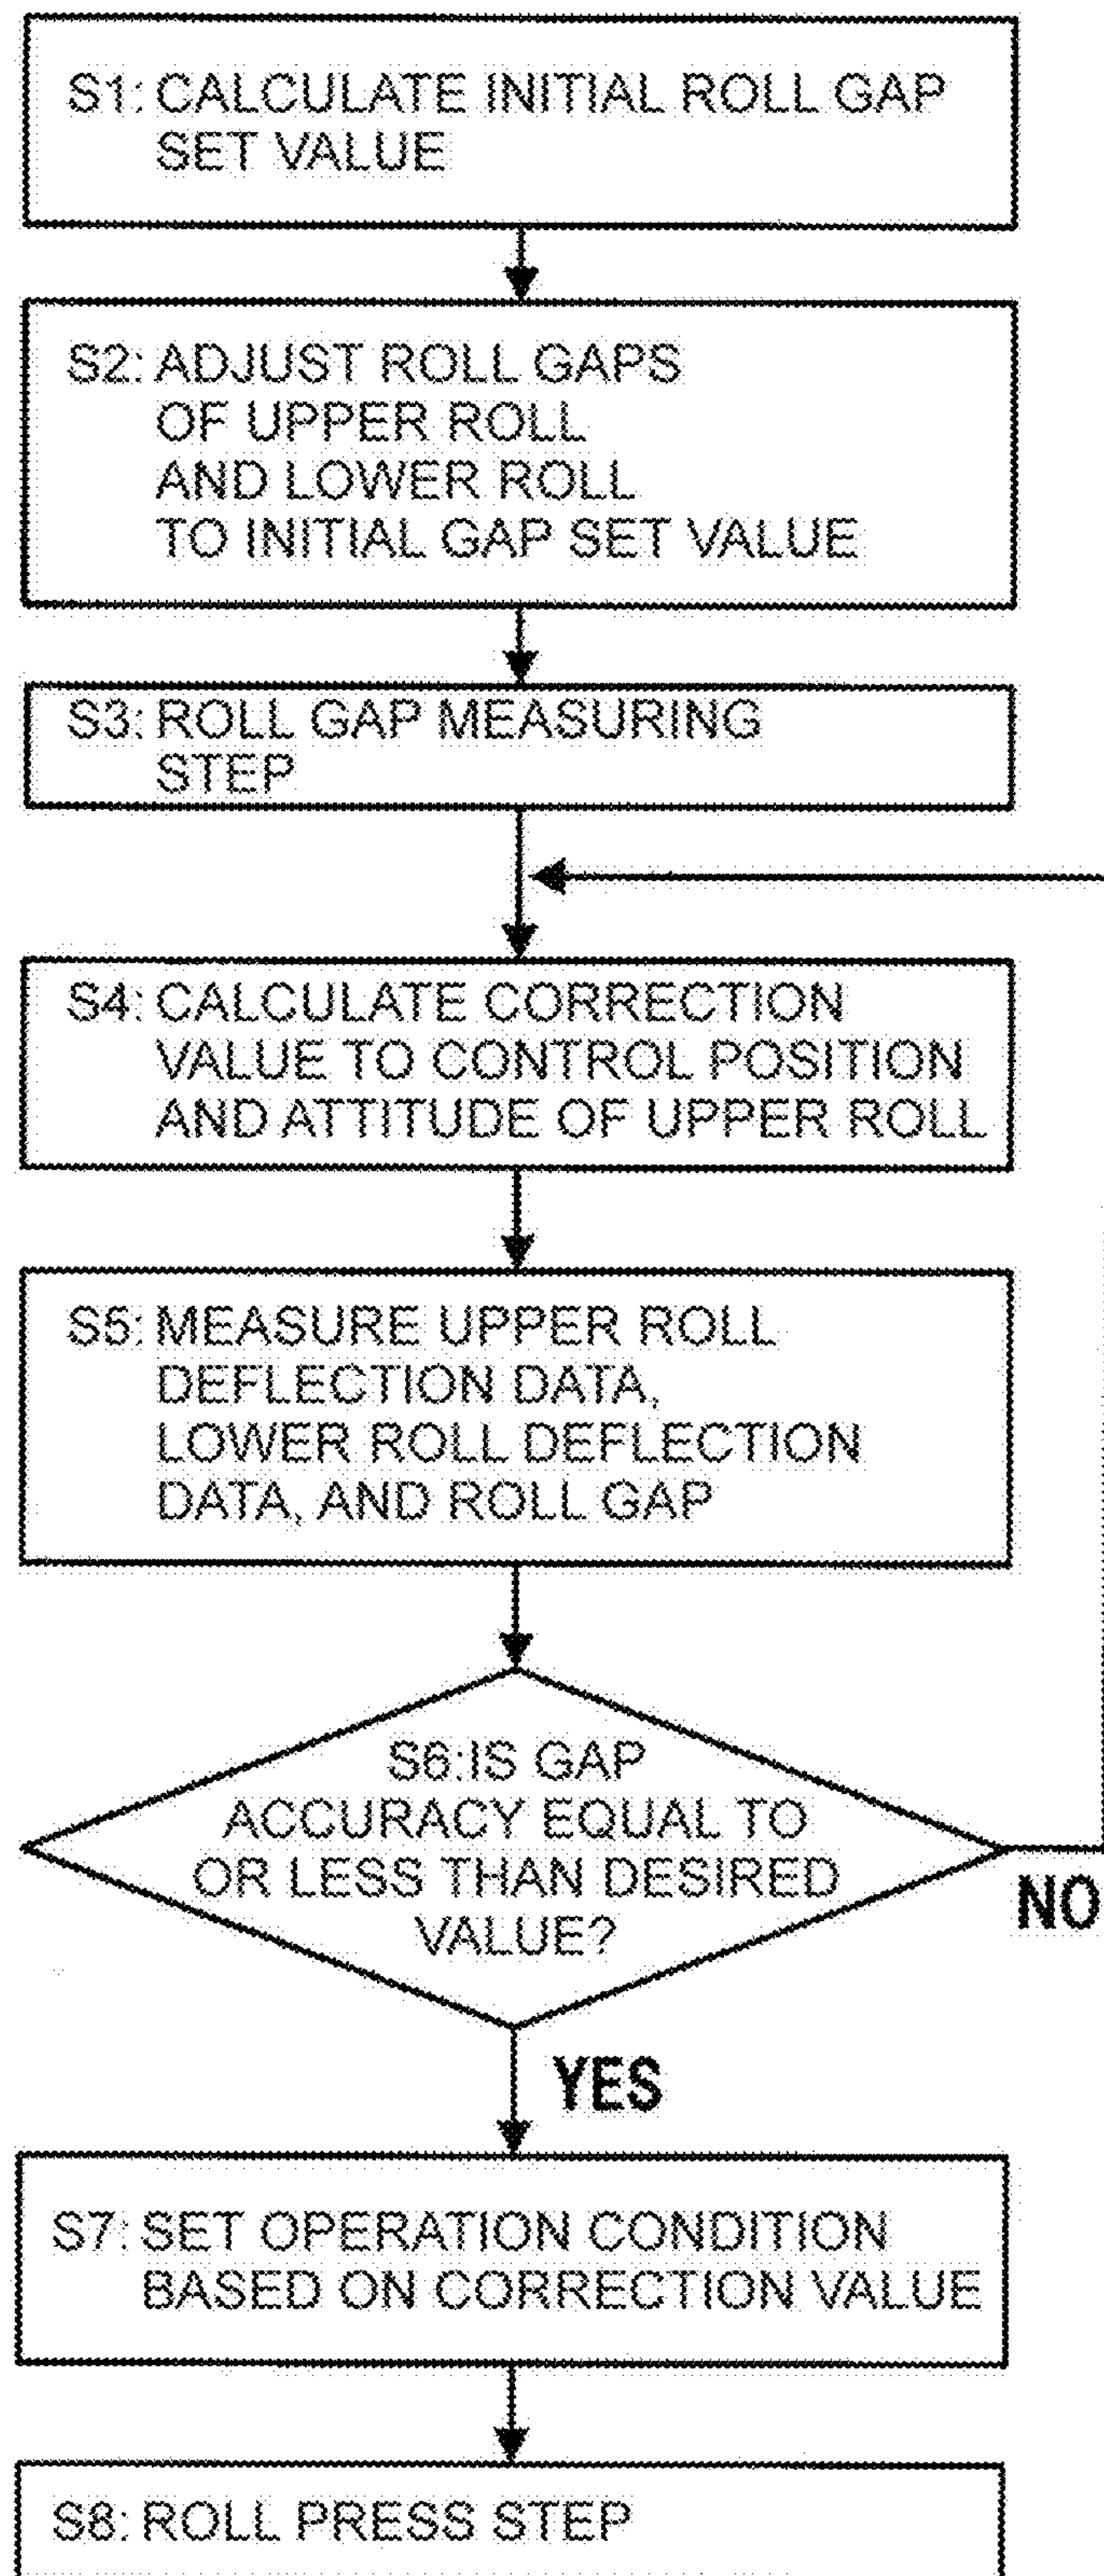 S1: CALCULATE INITIAL ROLL GAP
SET VALUE
S2: ADJUST ROLL GAPS
OF UPPER ROLL
AND LOWER ROLL
TO INITIAL GAP SET VALUE
S3: ROLL GAP MEASURING
STEP
S4: CALCULATE CORRECTION
VALUE TO CONTROL POSITION
AND ATTITUDE OF UPPER ROLL
S5: MEASURE UPPER ROLL
DEFLECTION DATA,
LOWER ROLL DEFLECTION
DATA, AND ROLL GAP
S6:IS GAP
ACCURACY EQUAL TO
OR LESS THAN DESIRED
VALUE?
NO
YES
S7: SET OPERATION CONDITION
BASED ON CORRECTION VALUE
S8: ROLL PRESS STEP